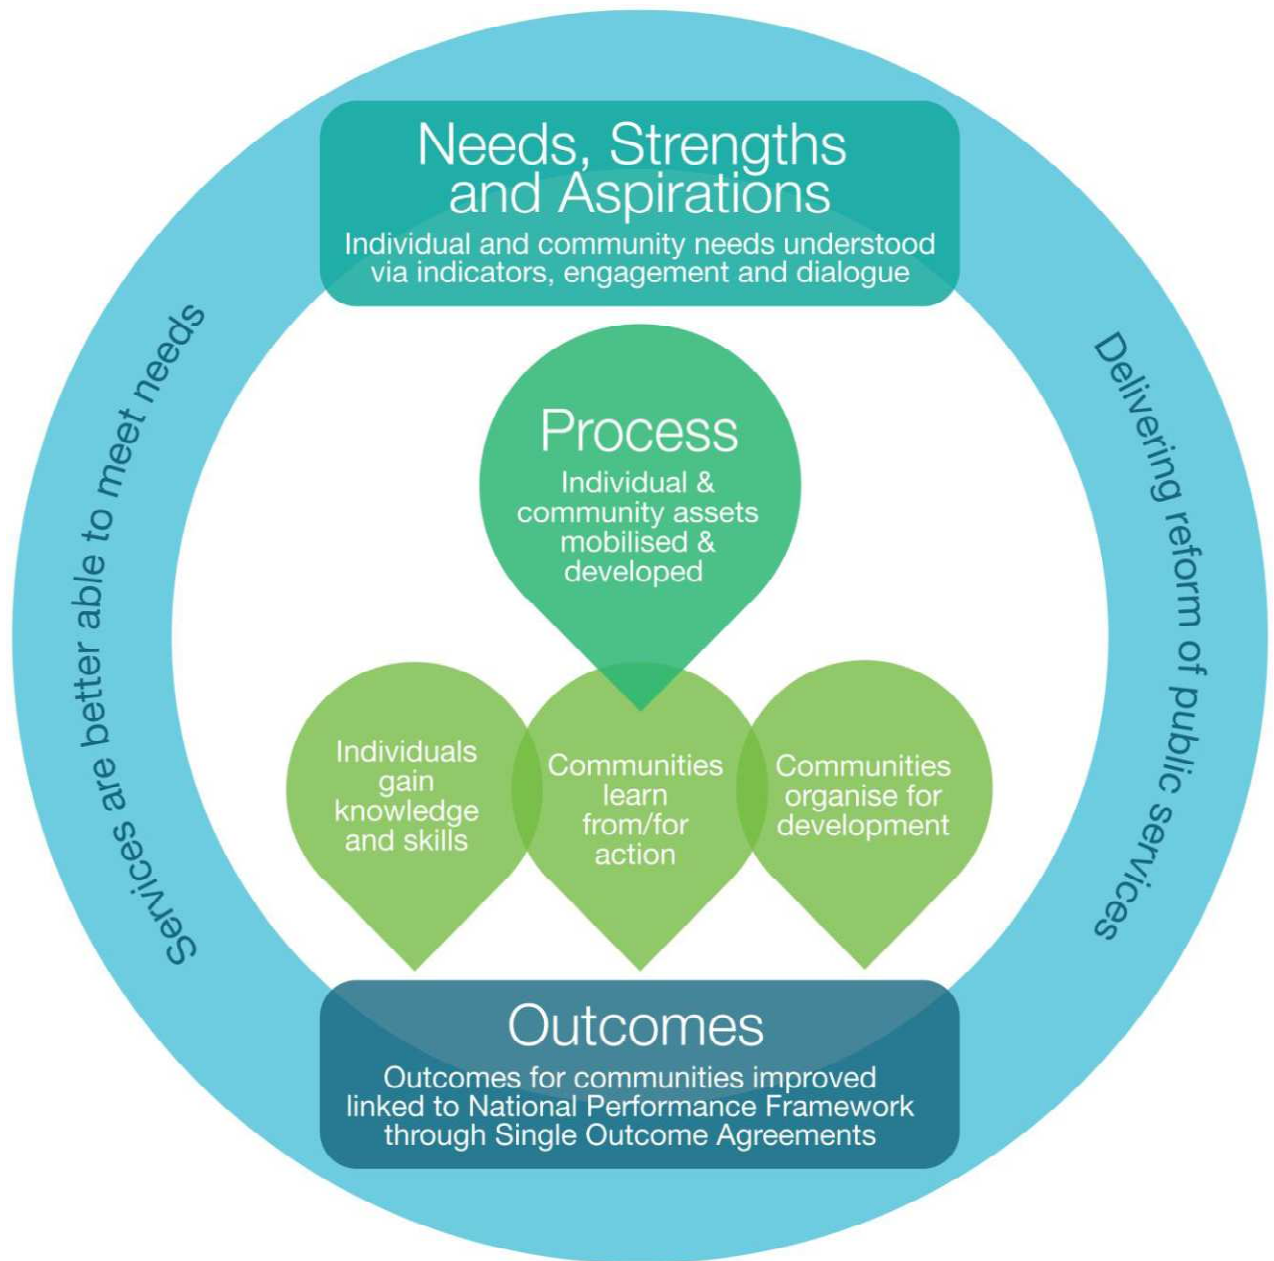 Needs, Strengths
and Aspirations
Individual and community needs understood
via indicators, engagement and dialogue
Services are better able to meet needs
Delivering reform of public services
Process
Individual &
community assets
mobilised &
developed
Individuals
gain
knowledge
and skills
Communities
learn
from/for
action
Communities
organise for
development
Outcomes
Outcomes for communities improved
linked to National Performance Framework
through Single Outcome Agreements